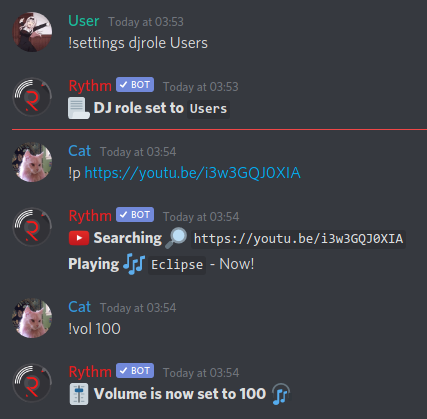 User Today at 03:53
!settings djrole Users
Rythm BOT Today at 03:53
DJ role set to Users
Cat Today at 03:54
!p https://youtu.be/i3w3GQJ0XIA
Rythm BOT Today at 03:54
Searching https://youtu.be/i3w3GQJ0XIA
Playing Eclipse - Now!
Cat Today at 03:54
!vol 100
Rythm BOT Today at 03:54
Volume is now set to 100